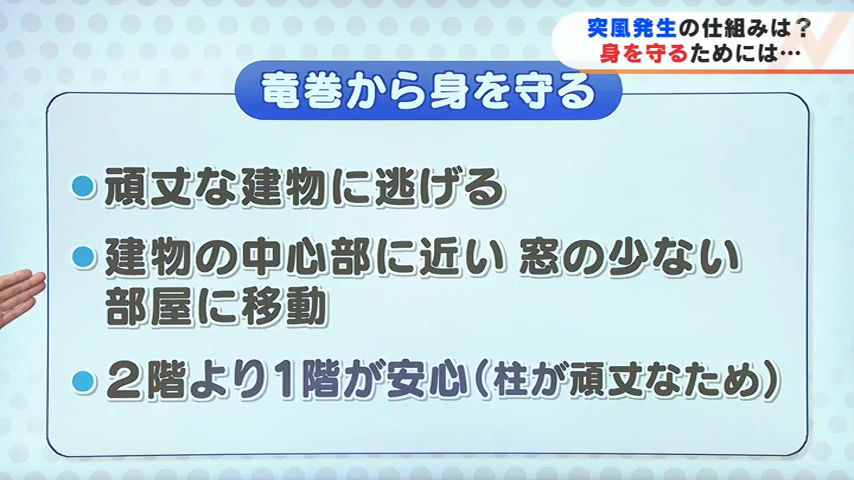 突風発生の仕組みは？
身を守るためには…
竜巻から身を守る
●頑丈な建物に逃げる
●建物の中心部に近い 窓の少ない
部屋に移動
●２階より1階が安心（柱が頑丈なため）